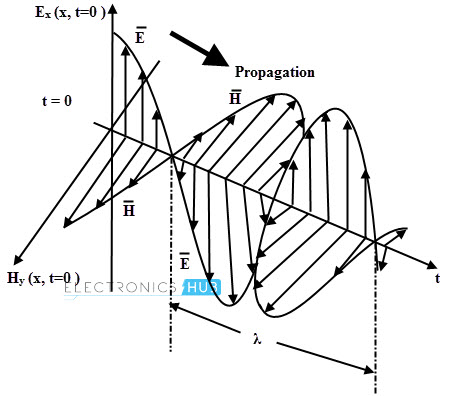 Ex (x, t=0 )
E
Propagation
t = 0
H
H
E
Hy (x, t=0 )
t
ELECTRONICS HUB
λ